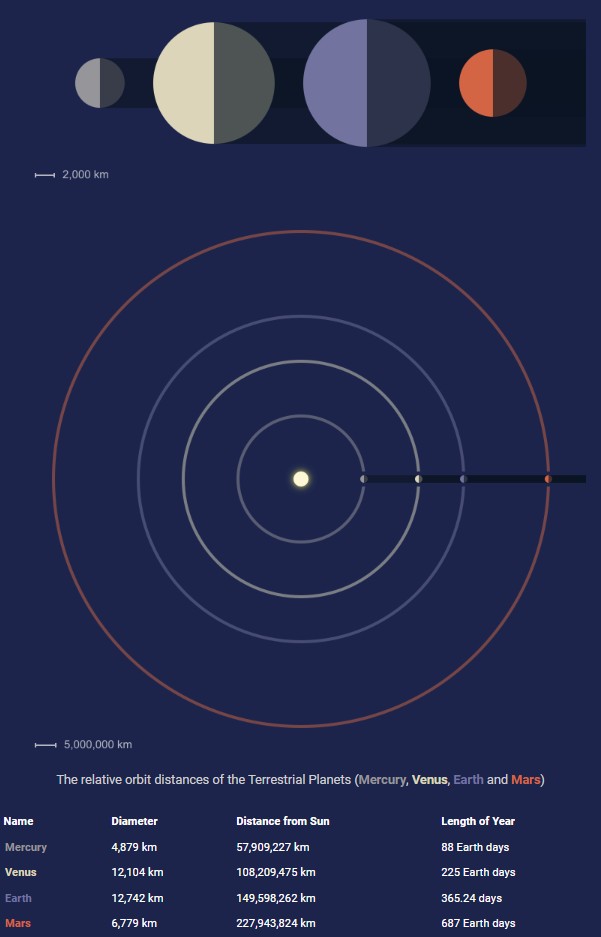 2,000 km
5,000,000 km
The relative orbit distances of the Terrestrial Planets (Mercury, Venus, Earth and Mars)
Name Diameter Distance from Sun Length of Year
Mercury 4,879 km 57,909,227 km 88 Earth days
Venus 12,104 km 108,209,475 km 225 Earth days
Earth 12,742 km 149,598,262 km 365.24 days
Mars 6,779 km 227,943,824 km 687 Earth days